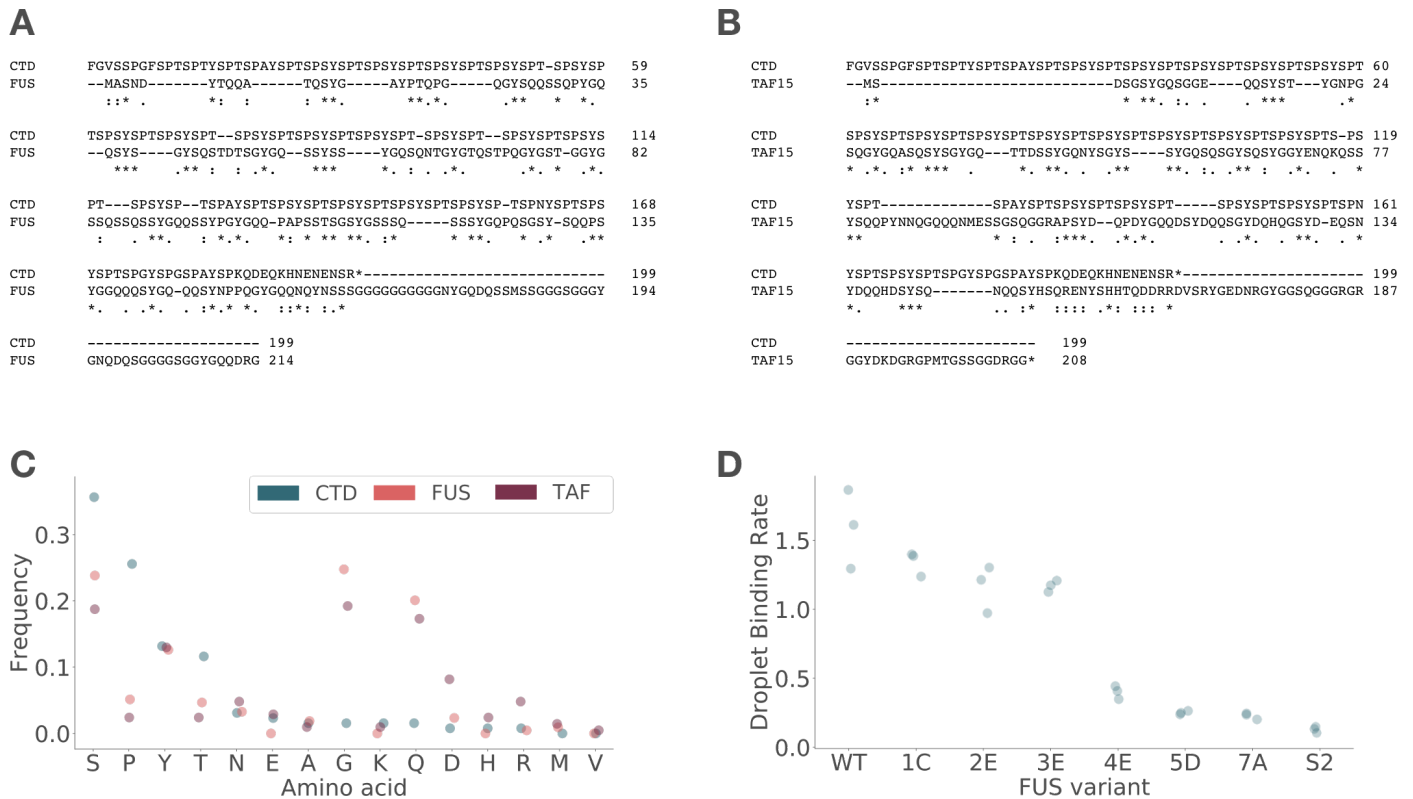 A
CTD FGVSSPGFSPTSPTYSPTSPAYSPTSPSYSPTSPSYSPTSPSYSPTSPSYSPT-SPSYSP 59
FUS --MASND-------YTQQA------TQSYG-----AYPTQPG-----QGYSQQSSQPYGQ 35
::* . *: : : *** **.* .** * *.
CTD TSPSYSPTSPSYSPT--SPSYSPTSPSYSPTSPSYSPT-SPSYSPT--SPSYSPTSPSYS 114
FUS --QSYS----GYSQSTDTSGYGQ--SSYSS----YGQSQNTGYGTQSTPQGYGST-GGYG 82
*** .** : : .*. *** *. : .*. .* * .*.
CTD PT---SPSYSP--TSPAYSPTSPSYSPTSPSYSPTSPSYSPTSPSYSP-TSPNYSPTSPS 168
FUS SSQSSQSSYGQQSSYPGYGQQ-PAPSSTSGSYGSSSQ-----SSSYGQPQSGSY-SQQPS 135
: . .** . : *.*. *: * ** **.:* * **. . * .**
CTD YSPTSPGYSPGSPAYSPKQDEQKHNENENSR*---------------------------- 199
FUS YGGQQQSYGQ-QQSYNPPQGYGQQNQYNSSSGGGGGGGGGGNYGQDQSSMSSGGGSGGGY 194
*. . .*. . :*.* *. ::*: :.*
CTD -------------------- 199
FUS GNQDQSGGGGSGGYGQQDRG 214
B
CTD FGVSSPGFSPTSPTYSPTSPAYSPTSPSYSPTSPSYSPTSPSYSPTSPSYSPTSPSYSPT 60
TAF15 --MS---------------------------DSGSYGQSGGE----QQSYST---YGNPG 24
:* * **. : . *** .*
CTD SPSYSPTSPSYSPTSPSYSPTSPSYSPTSPSYSPTSPSYSPTSPSYSPTSPSYSPTS-PS 119
TAF15 SQGYGQASQSYSGYGQ---TTDSSYGQNYSGYS----SYGQSQSGYSQSYGGYENQKQSS 77
* .*. :* *** . * **. . .** **. : .** : .* . *
CTD YSPT---------------SPAYSPTSPSYSPTSPSYSPT-----SPSYSPTSPSYSPTSPN 161
TAF15 YSQQPYNNQGQQQNMESSGSQGGRAPSYD--QPDYGQQDSYDQQSGYDQHQGSYD-EQSN 134
** * : . :***. .*.*. . .* . **. . *
CTD YSPTSPSYSPTSPGYSPGSPAYSPKQDEQKHNENENSR*--------------------- 199
TAF15 YDQQHDSYSQ-------NQQSYHSQRENYSHHTQDDRRDVSRYGEDNRGYGGSQGGGRGR 187
*. *** .. :* ::: .*: ::: *
CTD ---------------------- 199
TAF15 GGYDKDGRGPMTGSSGGDRGG* 208
C
CTD FUS TAF
Frequency
0.3
0.2
0.1
0.0
S P Y T N E A G K Q D H R M V
Amino acid
D
Droplet Binding Rate
1.5
1.0
0.5
0.0
WT 1C 2E 3E 4E 5D 7A S2
FUS variant